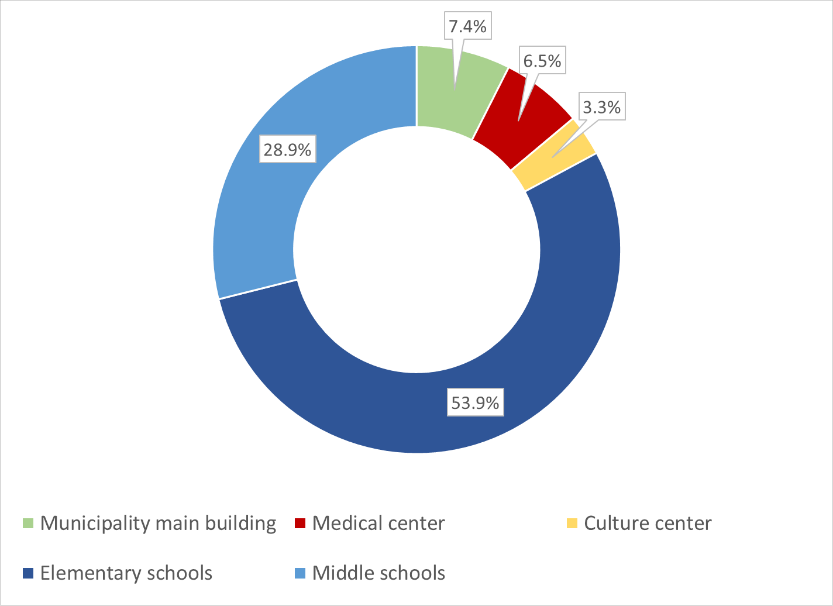 7.4%
6.5%
3.3%
28.9%
53.9%
Municipality main building Medical center Culture center
Elementary schools Middle schools